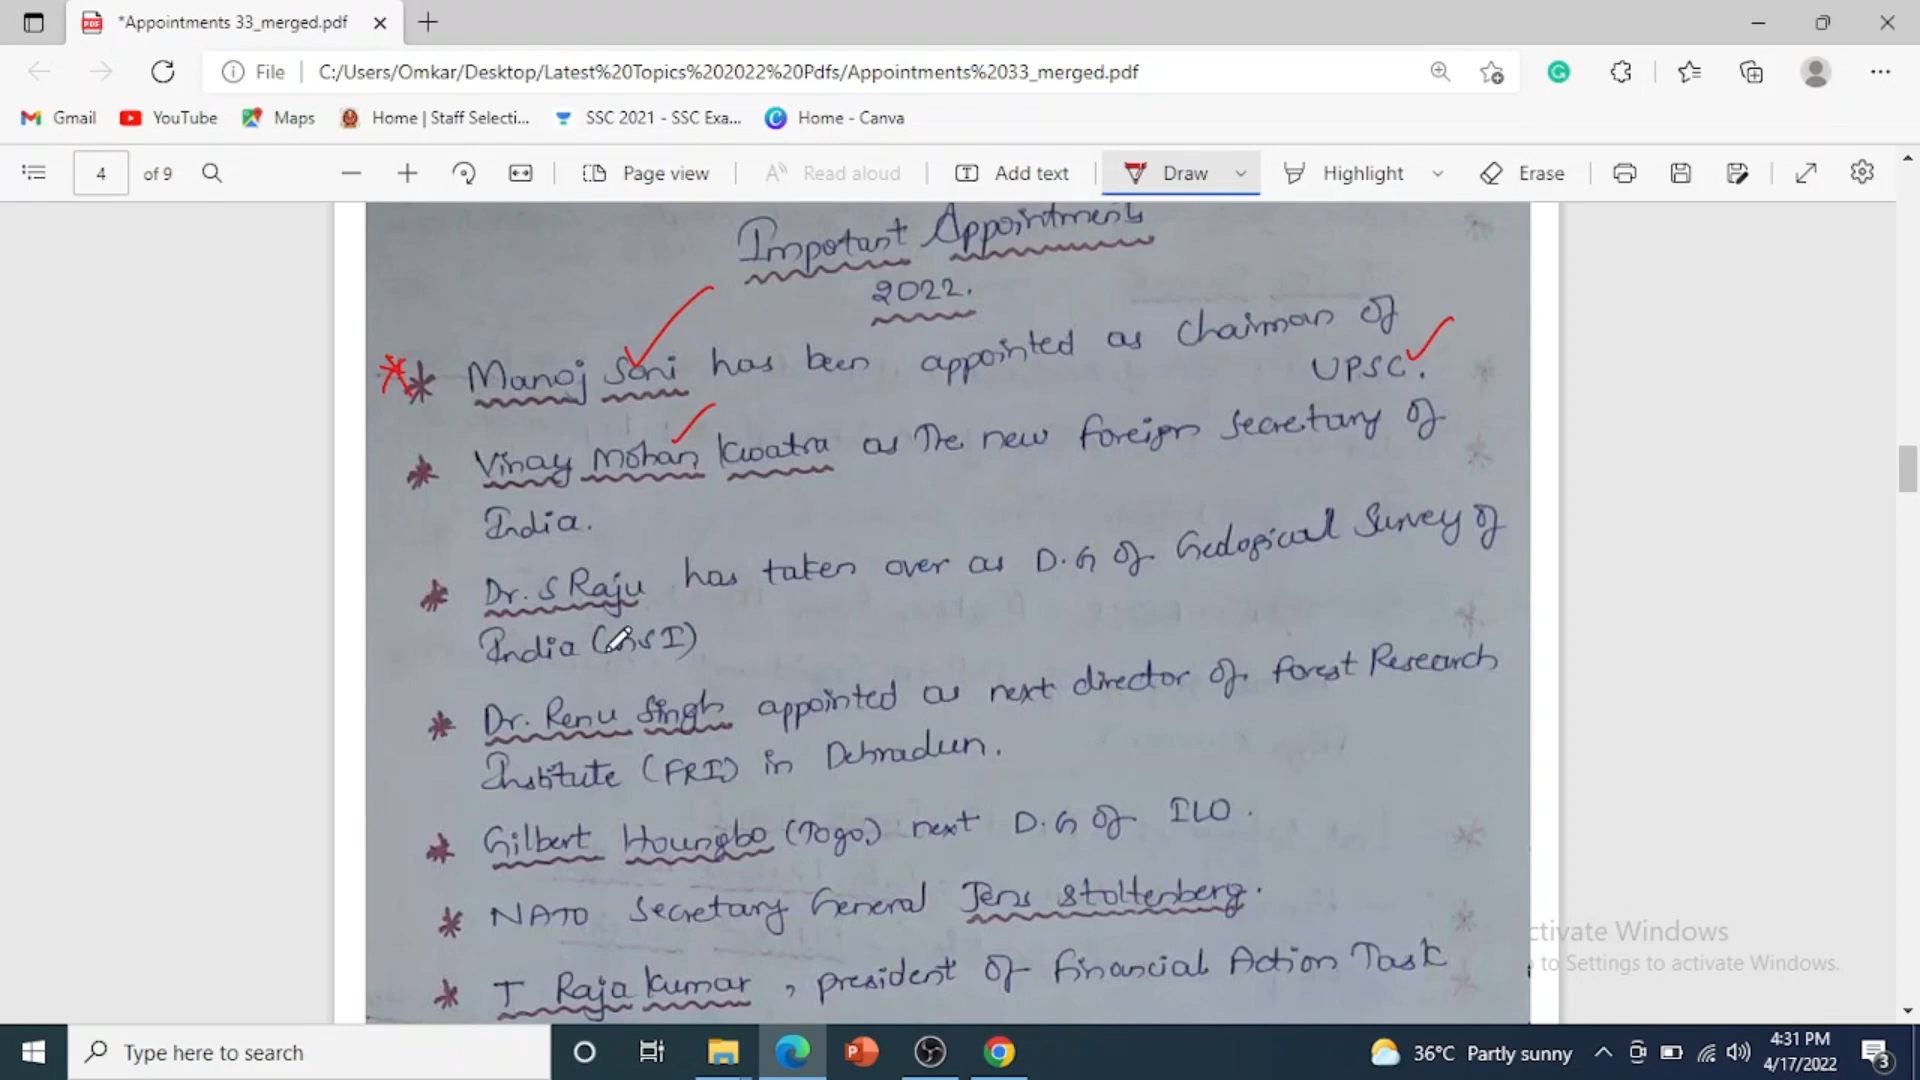 *Appointments 33_merged.pdf
File C:/Users/Omkar/Desktop/Latest%20Topics%202022%20Pdfs/Appointments%2033_merged.pdf
Gmail YouTube Maps Home | Staff Selecti... SSC 2021 - SSC Exa... Home - Canva
4 of 9 Page view Read aloud Add text Draw Highlight Erase
Impotant Appointments
2022.
* Manoj Soni has been appointed as Chairman of
UPSC.
* Vinay Mohan Kwatra as The new foreign Secretary of
India.
* Dr. S Raju has taken over as D.G of Geological Survey of
India (GSI)
* Dr. Renu Singh appointed as next director of forest Research
Institute (FRI) in Dehradun.
* Gilbert Houngbo (Togo) next D.G of ILO.
* NATO Secretary General Jens Stoltenberg.
* T Raja Kumar, president of Financial Action Task
ctivate Windows
to Settings to activate Windows.
Type here to search
36°C Partly sunny
4:31 PM
4/17/2022
3